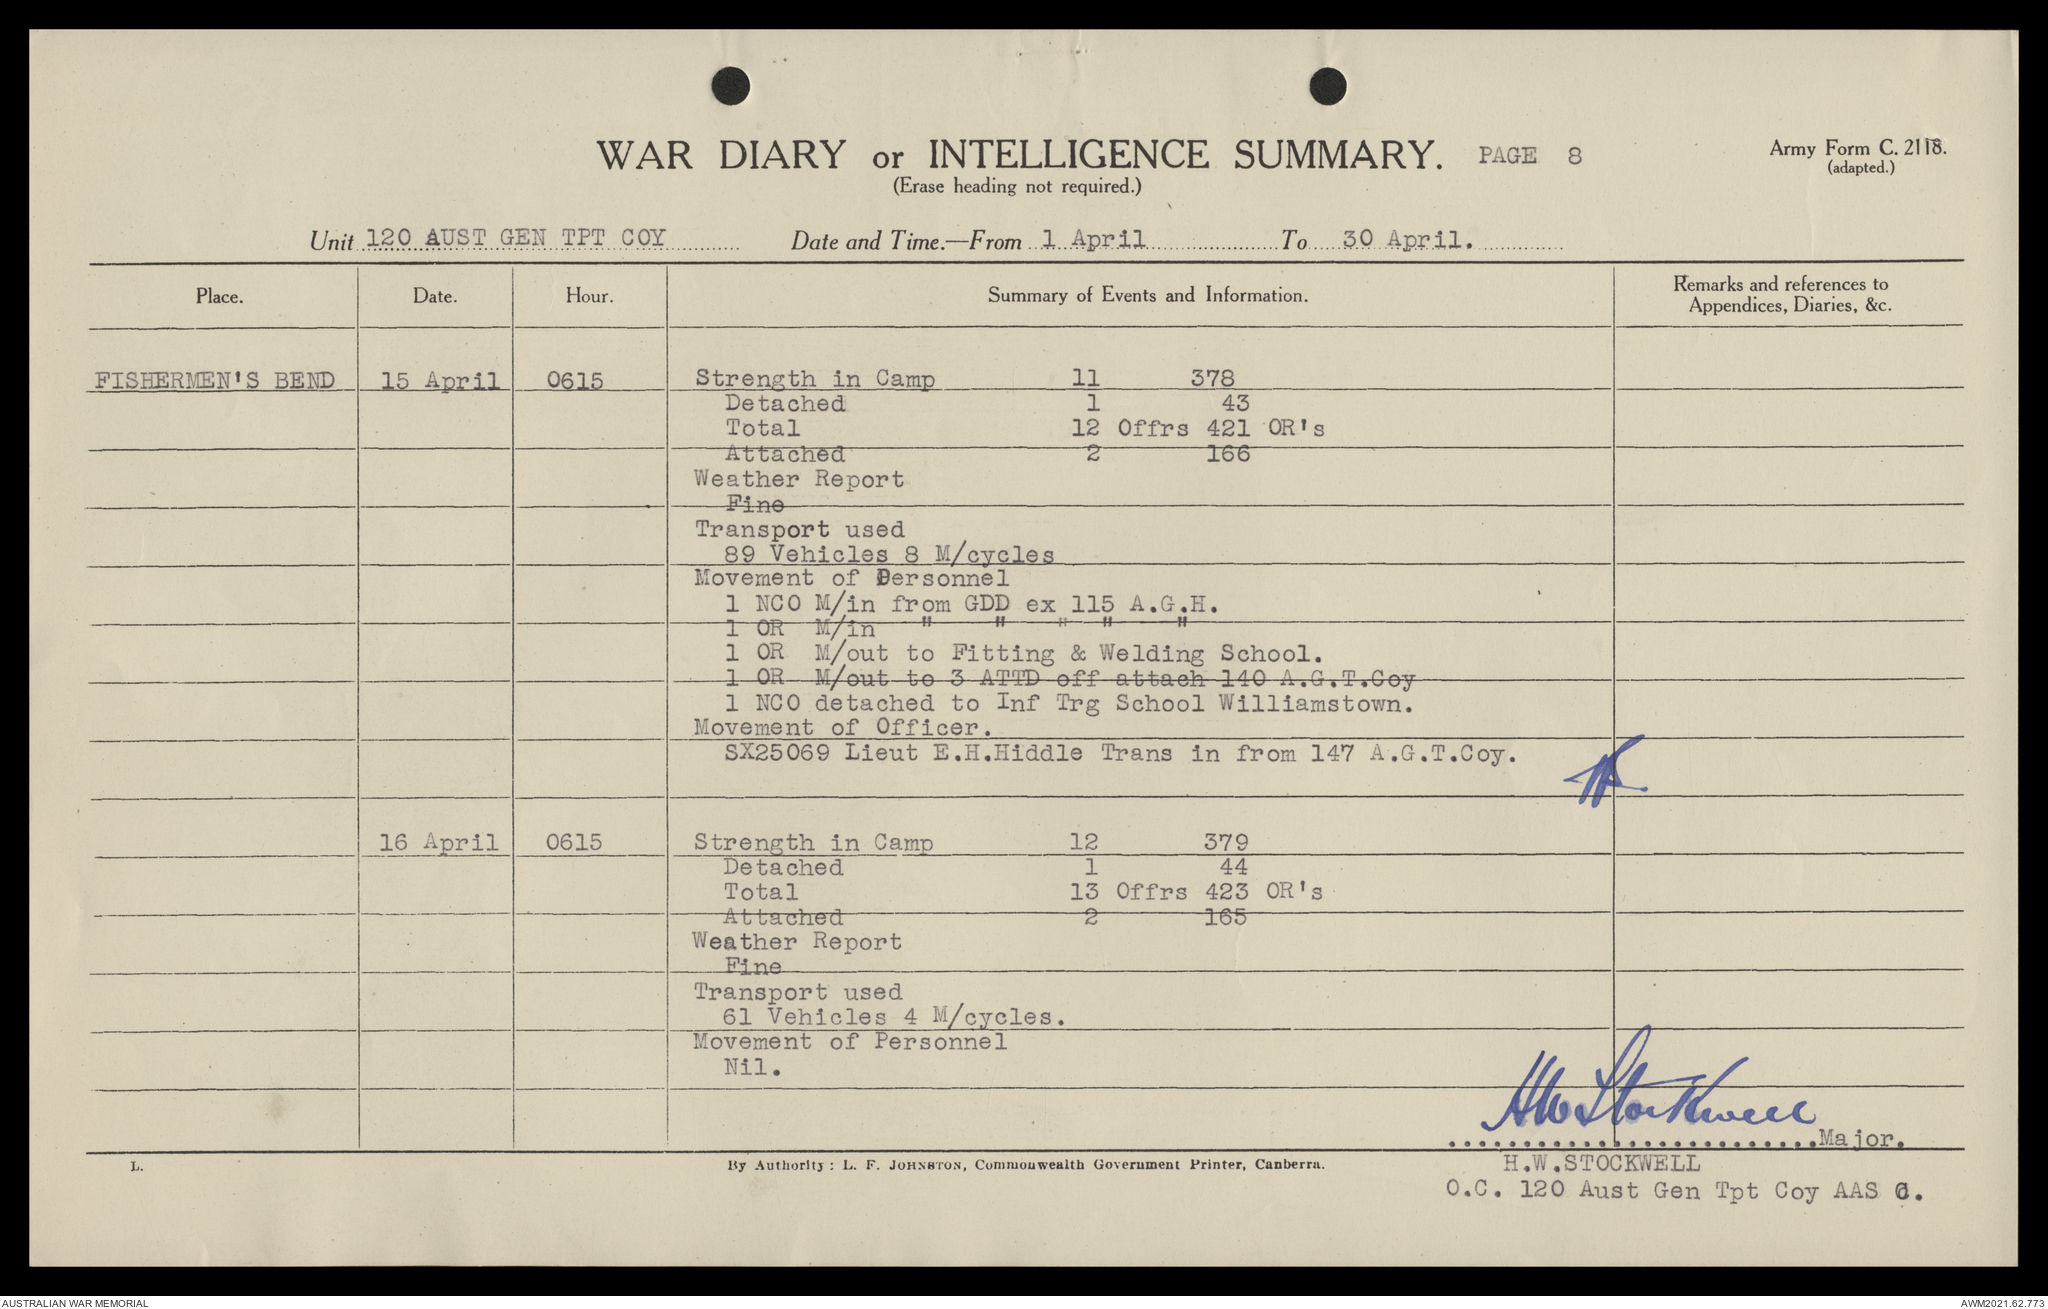 WAR DIARY or INTELLIGENCE SUMMARY. PAGE 8
Army Form C. 2118.
(adapted.)
(Erase heading not required.)
Unit 120 AUST GEN TPT COY Date and Time.—From 1 April To 30 April.
Place. Date. Hour. Summary of Events and Information. Remarks and references to Appendices, Diaries, &c.
FISHERMEN'S BEND 15 April 0615 Strength in Camp 11 378
Detached 1 43
Total 12 Offrs 421 OR's
Attached 2 166
Weather Report
Fine
Transport used
89 Vehicles 8 M/cycles
Movement of Personnel
1 NCO M/in from GDD ex 115 A.G.H.
1 OR M/in " " " " "
1 OR M/out to Fitting & Welding School.
1 OR M/out to 3 ATTD off attach 140 A.G.T.Coy
1 NCO detached to Inf Trg School Williamstown.
Movement of Officer.
SX25069 Lieut E.H.Hiddle Trans in from 147 A.G.T.Coy.
16 April 0615 Strength in Camp 12 379
Detached 1 44
Total 13 Offrs 423 OR's
Attached 2 165
Weather Report
Fine
Transport used
61 Vehicles 4 M/cycles.
Movement of Personnel
Nil.
HW Stockwell
........................Major.
L. By Authority: L. F. JOHNSTON, Commonwealth Government Printer, Canberra.
H.W.STOCKWELL
O.C. 120 Aust Gen Tpt Coy AAS C.
AUSTRALIAN WAR MEMORIAL AWM2021.62.773